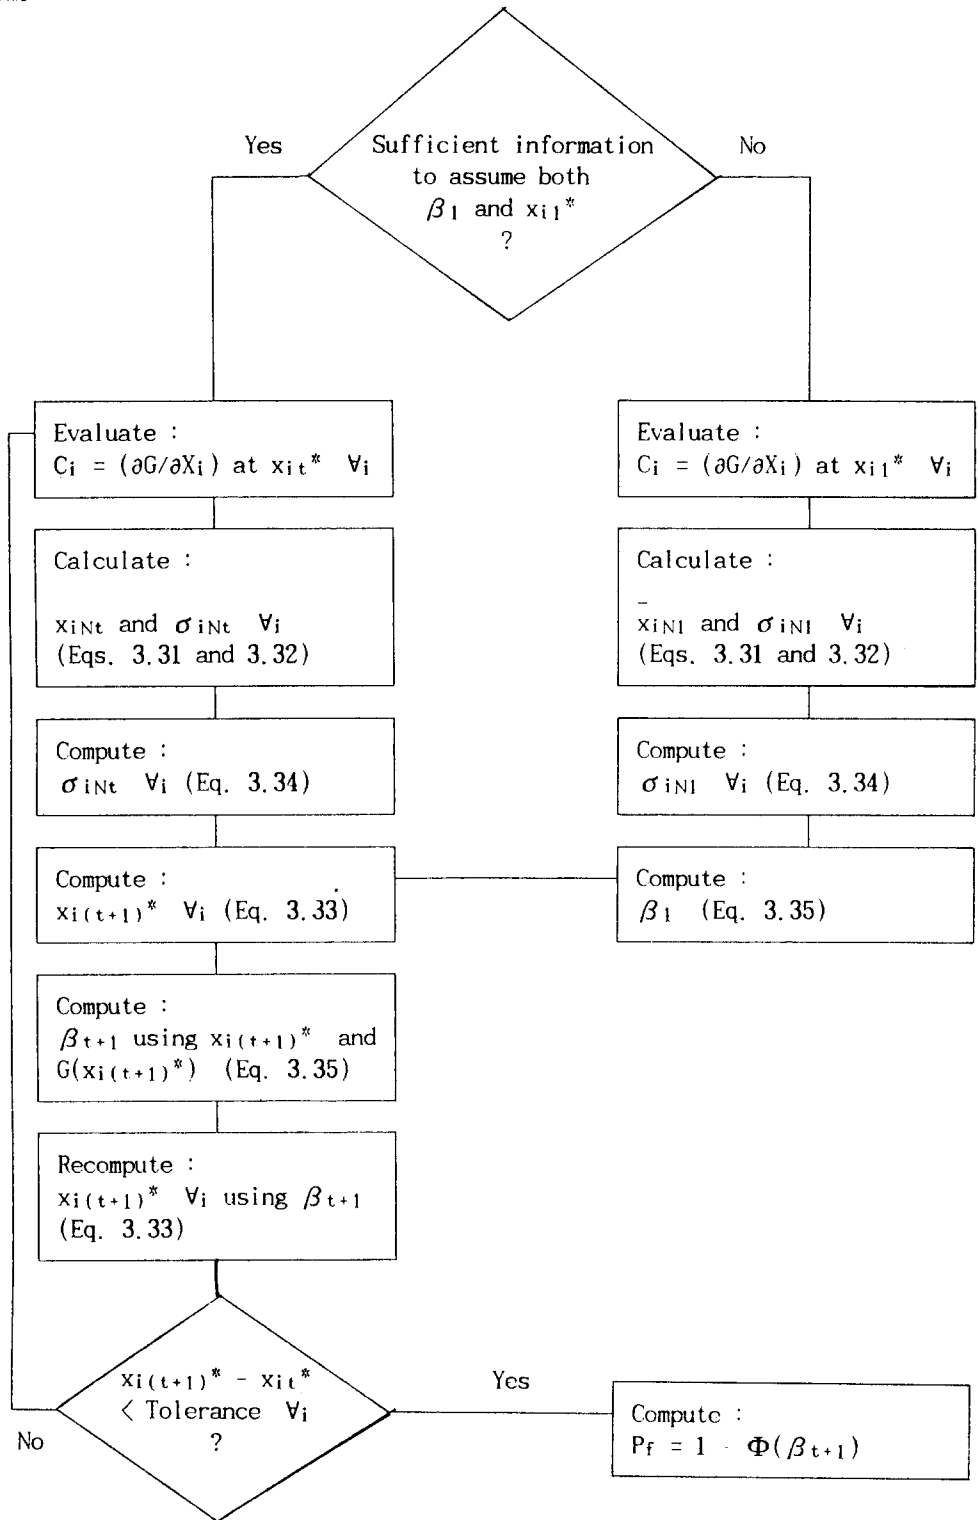 Yes
Sufficient information
to assume both
β1 and xi1*
?
No
Evaluate :
Ci = (∂G/∂Xi) at xit* ∀i
Evaluate :
Ci = (∂G/∂Xi) at xi1* ∀i
Calculate :
xiNt and σiNt ∀i
(Eqs. 3.31 and 3.32)
Calculate :
x̄iN1 and σiN1 ∀i
(Eqs. 3.31 and 3.32)
Compute :
σiNt ∀i (Eq. 3.34)
Compute :
σiN1 ∀i (Eq. 3.34)
Compute :
xi(t+1)* ∀i (Eq. 3.33)
Compute :
β1 (Eq. 3.35)
Compute :
βt+1 using xi(t+1)* and
G(xi(t+1)*) (Eq. 3.35)
Recompute :
xi(t+1)* ∀i using βt+1
(Eq. 3.33)
xi(t+1)* - xit*
< Tolerance ∀i
?
No
Yes
Compute :
Pf = 1 - Φ(βt+1)